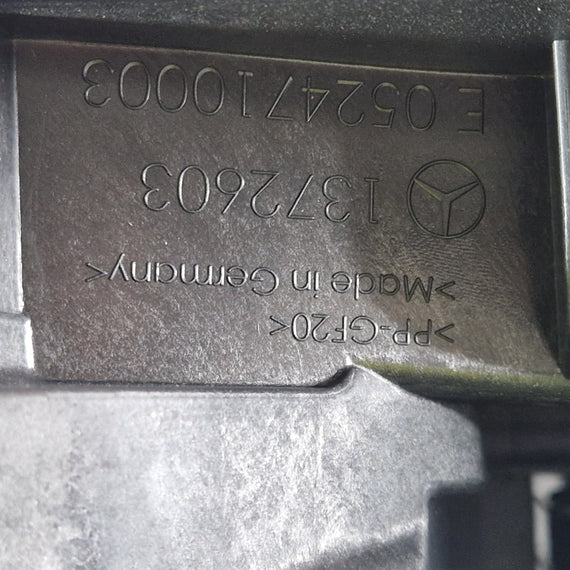 >PP-GF20<
>Made in Germany<
1372603
E 0524710003